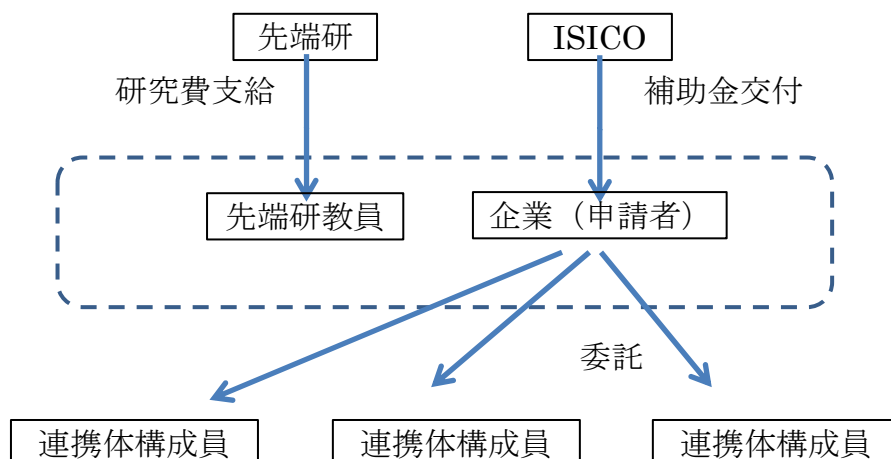 先端研
ISICO
研究費支給
補助金交付
先端研教員
企業（申請者）
委託
連携体構成員
連携体構成員
連携体構成員